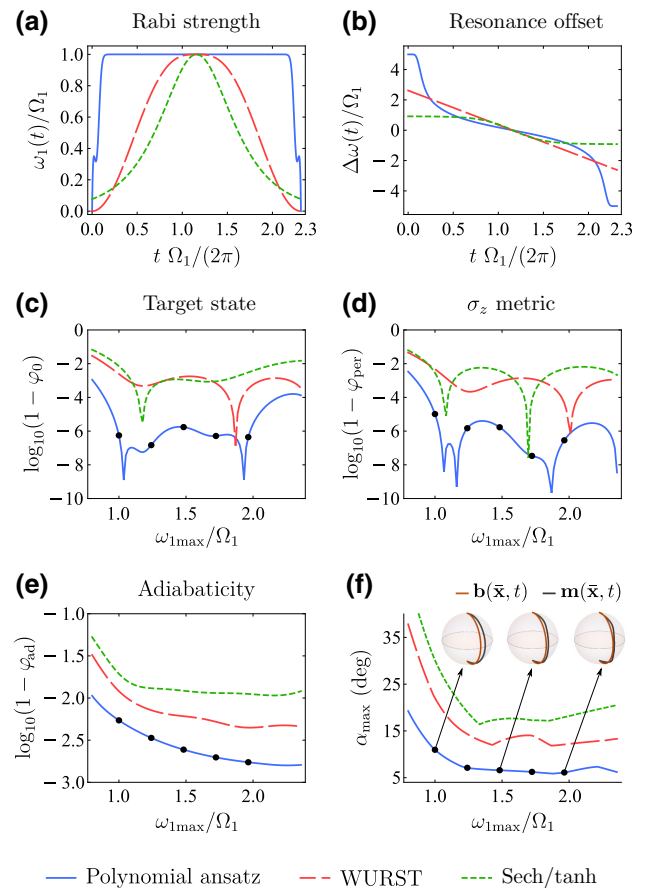 (a) Rabi strength
ω₁(t)/Ω₁
1.0
0.8
0.6
0.4
0.2
0.0
0.0 0.5 1.0 1.5 2.0 2.3
t Ω₁/(2π)
(b) Resonance offset
Δω(t)/Ω₁
4
2
0
−2
−4
0.0 0.5 1.0 1.5 2.0 2.3
t Ω₁/(2π)
(c) Target state
log₁₀(1 − φ₀)
0
−2
−4
−6
−8
−10
1.0 1.5 2.0
ω₁ₘₐₓ/Ω₁
(d) σ_z metric
log₁₀(1 − φ_per)
0
−2
−4
−6
−8
−10
1.0 1.5 2.0
ω₁ₘₐₓ/Ω₁
(e) Adiabaticity
log₁₀(1 − φ_ad)
−1.0
−1.5
−2.0
−2.5
−3.0
1.0 1.5 2.0
ω₁ₘₐₓ/Ω₁
(f) b(x̄, t) m(x̄, t)
αₘₐₓ (deg)
35
25
15
5
1.0 1.5 2.0
ω₁ₘₐₓ/Ω₁
Polynomial ansatz WURST Sech/tanh